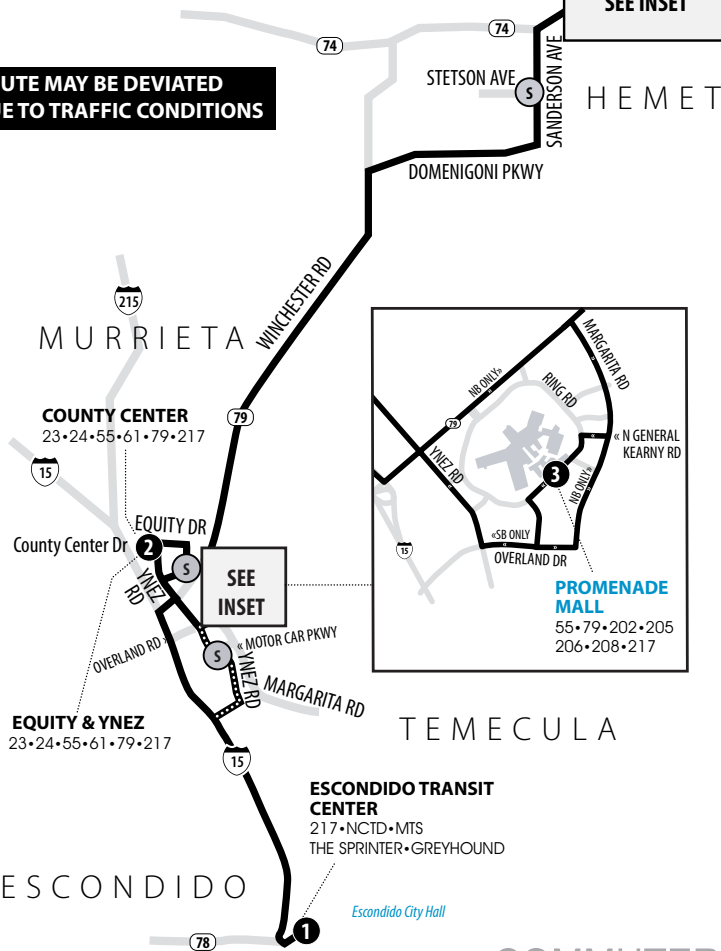 SEE INSET
74
74
UTE MAY BE DEVIATED
E TO TRAFFIC CONDITIONS
STETSON AVE
S
SANDERSON AVE
HEMET
DOMENIGONI PKWY
WINCHESTER RD
215
MURRIETA
79
COUNTY CENTER
23•24•55•61•79•217
15
EQUITY DR
County Center Dr
2
S
YNEZ RD
SEE
INSET
OVERLAND RD »
S
« MOTOR CAR PKWY
YNEZ RD
MARGARITA RD
EQUITY & YNEZ
23•24•55•61•79•217
15
TEMECULA
NB ONLY»
MARGARITA RD
RING RD
79
« N GENERAL
KEARNY RD
YNEZ RD
3
NB ONLY»
«SB ONLY
OVERLAND DR
15
PROMENADE
MALL
55•79•202•205
206•208•217
ESCONDIDO TRANSIT
CENTER
217•NCTD•MTS
THE SPRINTER•GREYHOUND
ESCONDIDO
Escondido City Hall
1
78
COMMUTER